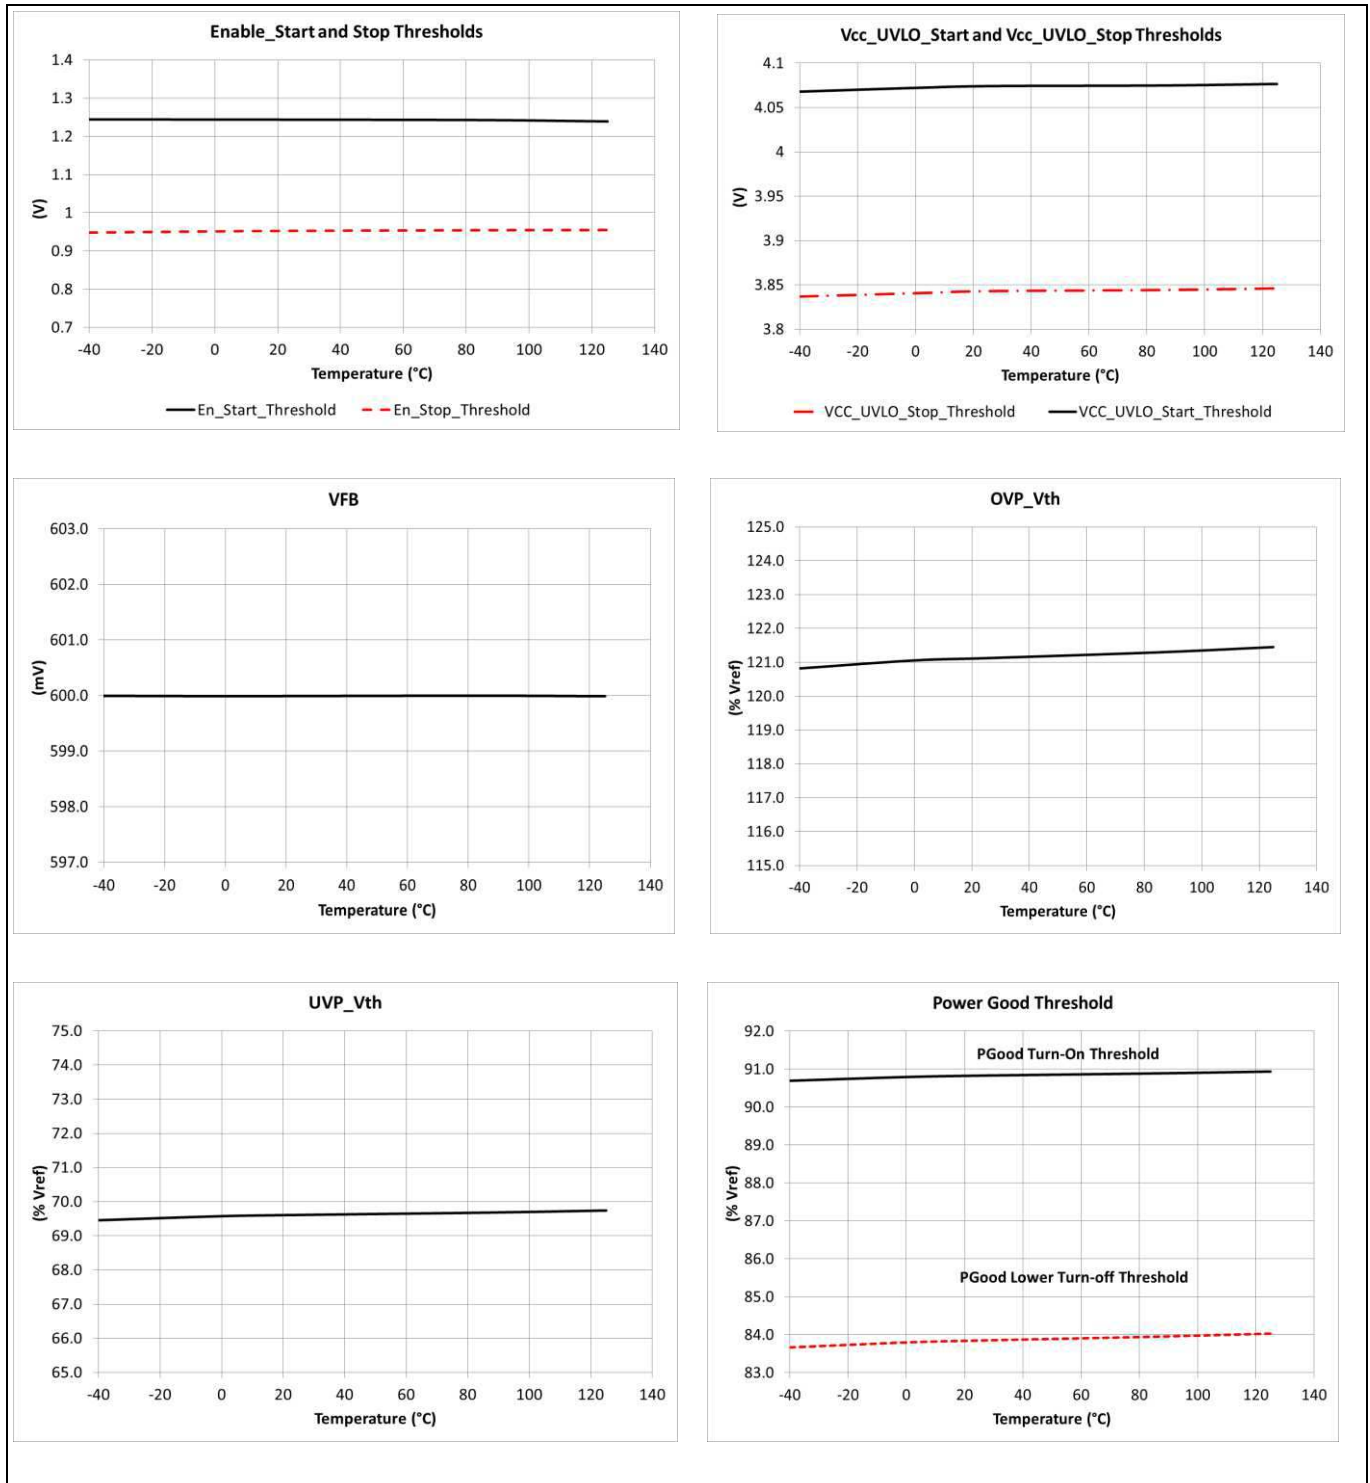 Enable_Start and Stop Thresholds
1.4
1.3
1.2
1.1
1
0.9
0.8
0.7
(V)
-40 -20 0 20 40 60 80 100 120 140
Temperature (°C)
En_Start_Threshold En_Stop_Threshold
Vcc_UVLO_Start and Vcc_UVLO_Stop Thresholds
4.1
4.05
4
3.95
3.9
3.85
3.8
(V)
-40 -20 0 20 40 60 80 100 120 140
Temperature (°C)
VCC_UVLO_Stop_Threshold VCC_UVLO_Start_Threshold
VFB
603.0
602.0
601.0
600.0
599.0
598.0
597.0
(mV)
-40 -20 0 20 40 60 80 100 120 140
Temperature (°C)
OVP_Vth
125.0
124.0
123.0
122.0
121.0
120.0
119.0
118.0
117.0
116.0
115.0
(% Vref)
-40 -20 0 20 40 60 80 100 120 140
Temperature (°C)
UVP_Vth
75.0
74.0
73.0
72.0
71.0
70.0
69.0
68.0
67.0
66.0
65.0
(% Vref)
-40 -20 0 20 40 60 80 100 120 140
Temperature (°C)
Power Good Threshold
92.0
91.0
90.0
89.0
88.0
87.0
86.0
85.0
84.0
83.0
(% Vref)
PGood Turn-On Threshold
PGood Lower Turn-off Threshold
-40 -20 0 20 40 60 80 100 120 140
Temperature (°C)